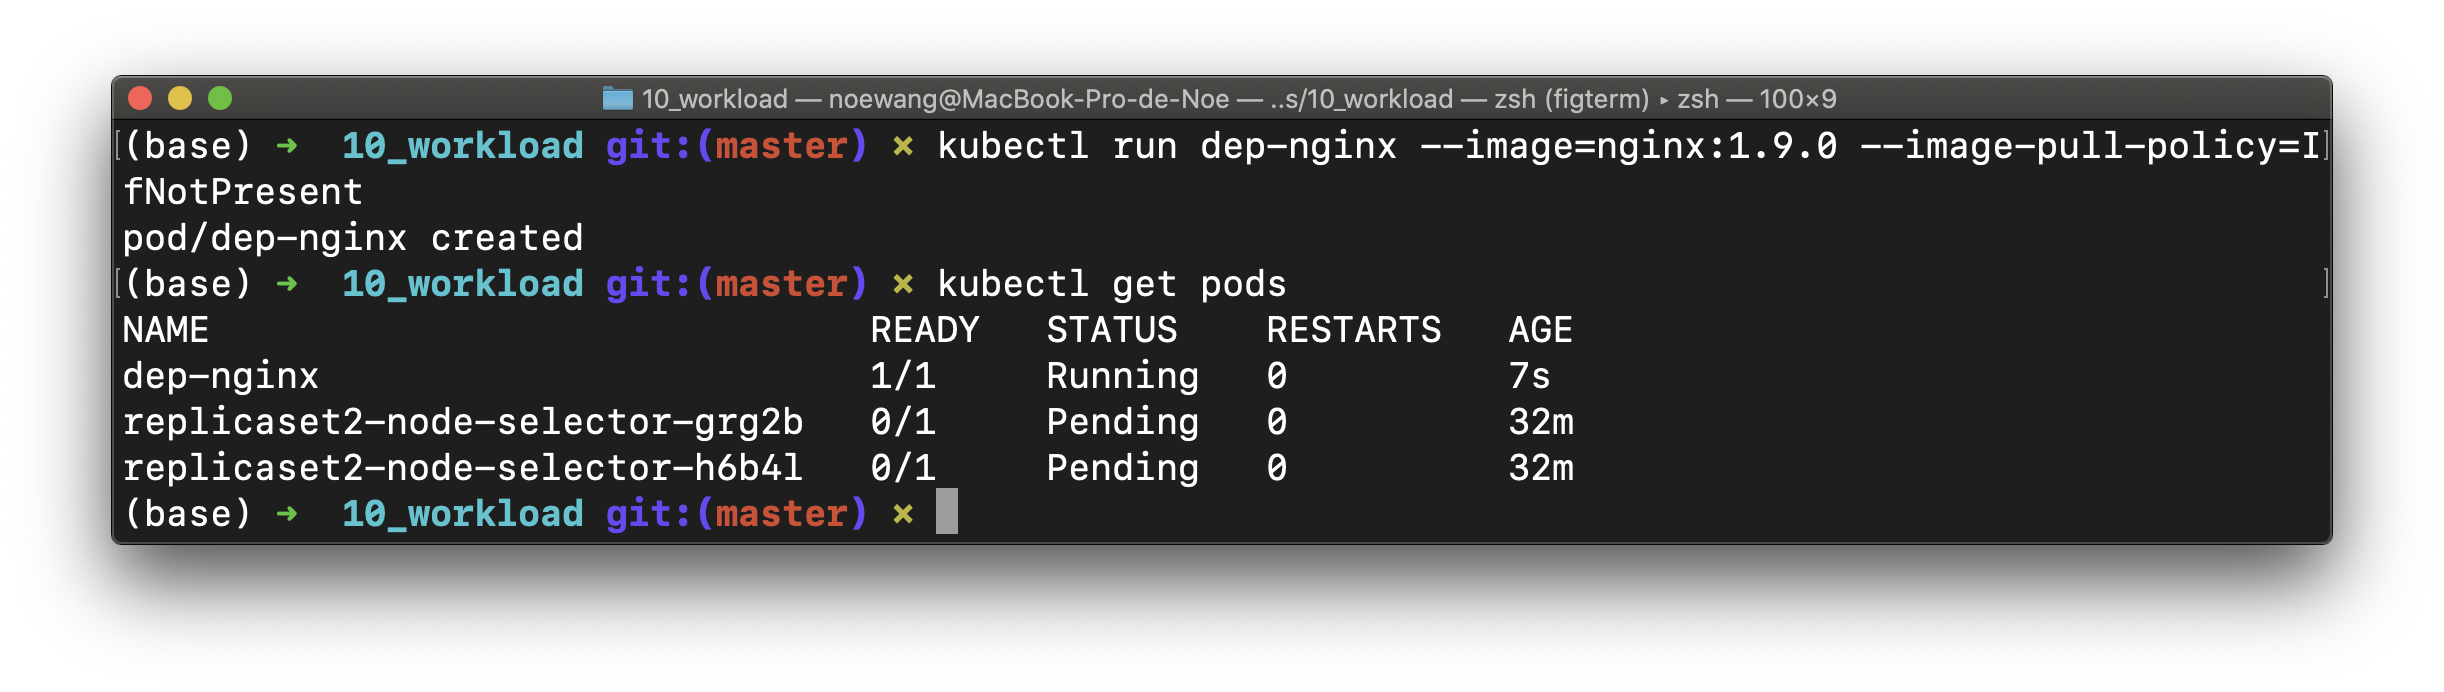 10_workload — noewang@MacBook-Pro-de-Noe — ..s/10_workload — zsh (figterm) ▸ zsh — 100×9
(base) ➜  10_workload git:(master) ✗ kubectl run dep-nginx --image=nginx:1.9.0 --image-pull-policy=I
fNotPresent
pod/dep-nginx created
(base) ➜  10_workload git:(master) ✗ kubectl get pods
NAME                              READY   STATUS    RESTARTS   AGE
dep-nginx                         1/1     Running   0          7s
replicaset2-node-selector-grg2b   0/1     Pending   0          32m
replicaset2-node-selector-h6b4l   0/1     Pending   0          32m
(base) ➜  10_workload git:(master) ✗